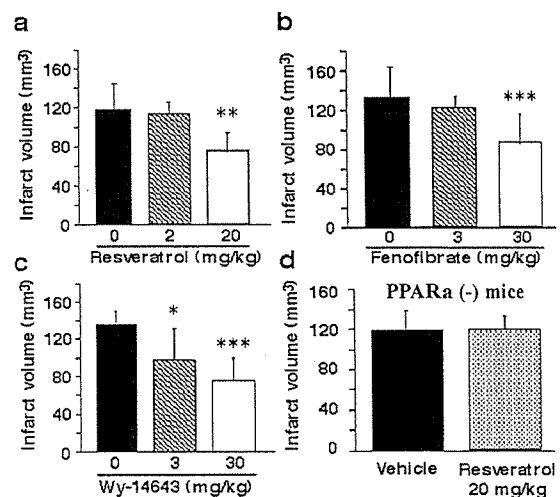 a
Infarct volume (mm³)
160
120
80
40
0
**
0 2 20
Resveratrol (mg/kg)
b
Infarct volume (mm³)
160
120
80
40
0
***
0 3 30
Fenofibrate (mg/kg)
c
Infarct volume (mm³)
160
120
80
40
0
*
***
0 3 30
Wy-14643 (mg/kg)
d
PPARa (-) mice
Infarct volume (mm³)
160
120
80
40
0
Vehicle Resveratrol
20 mg/kg